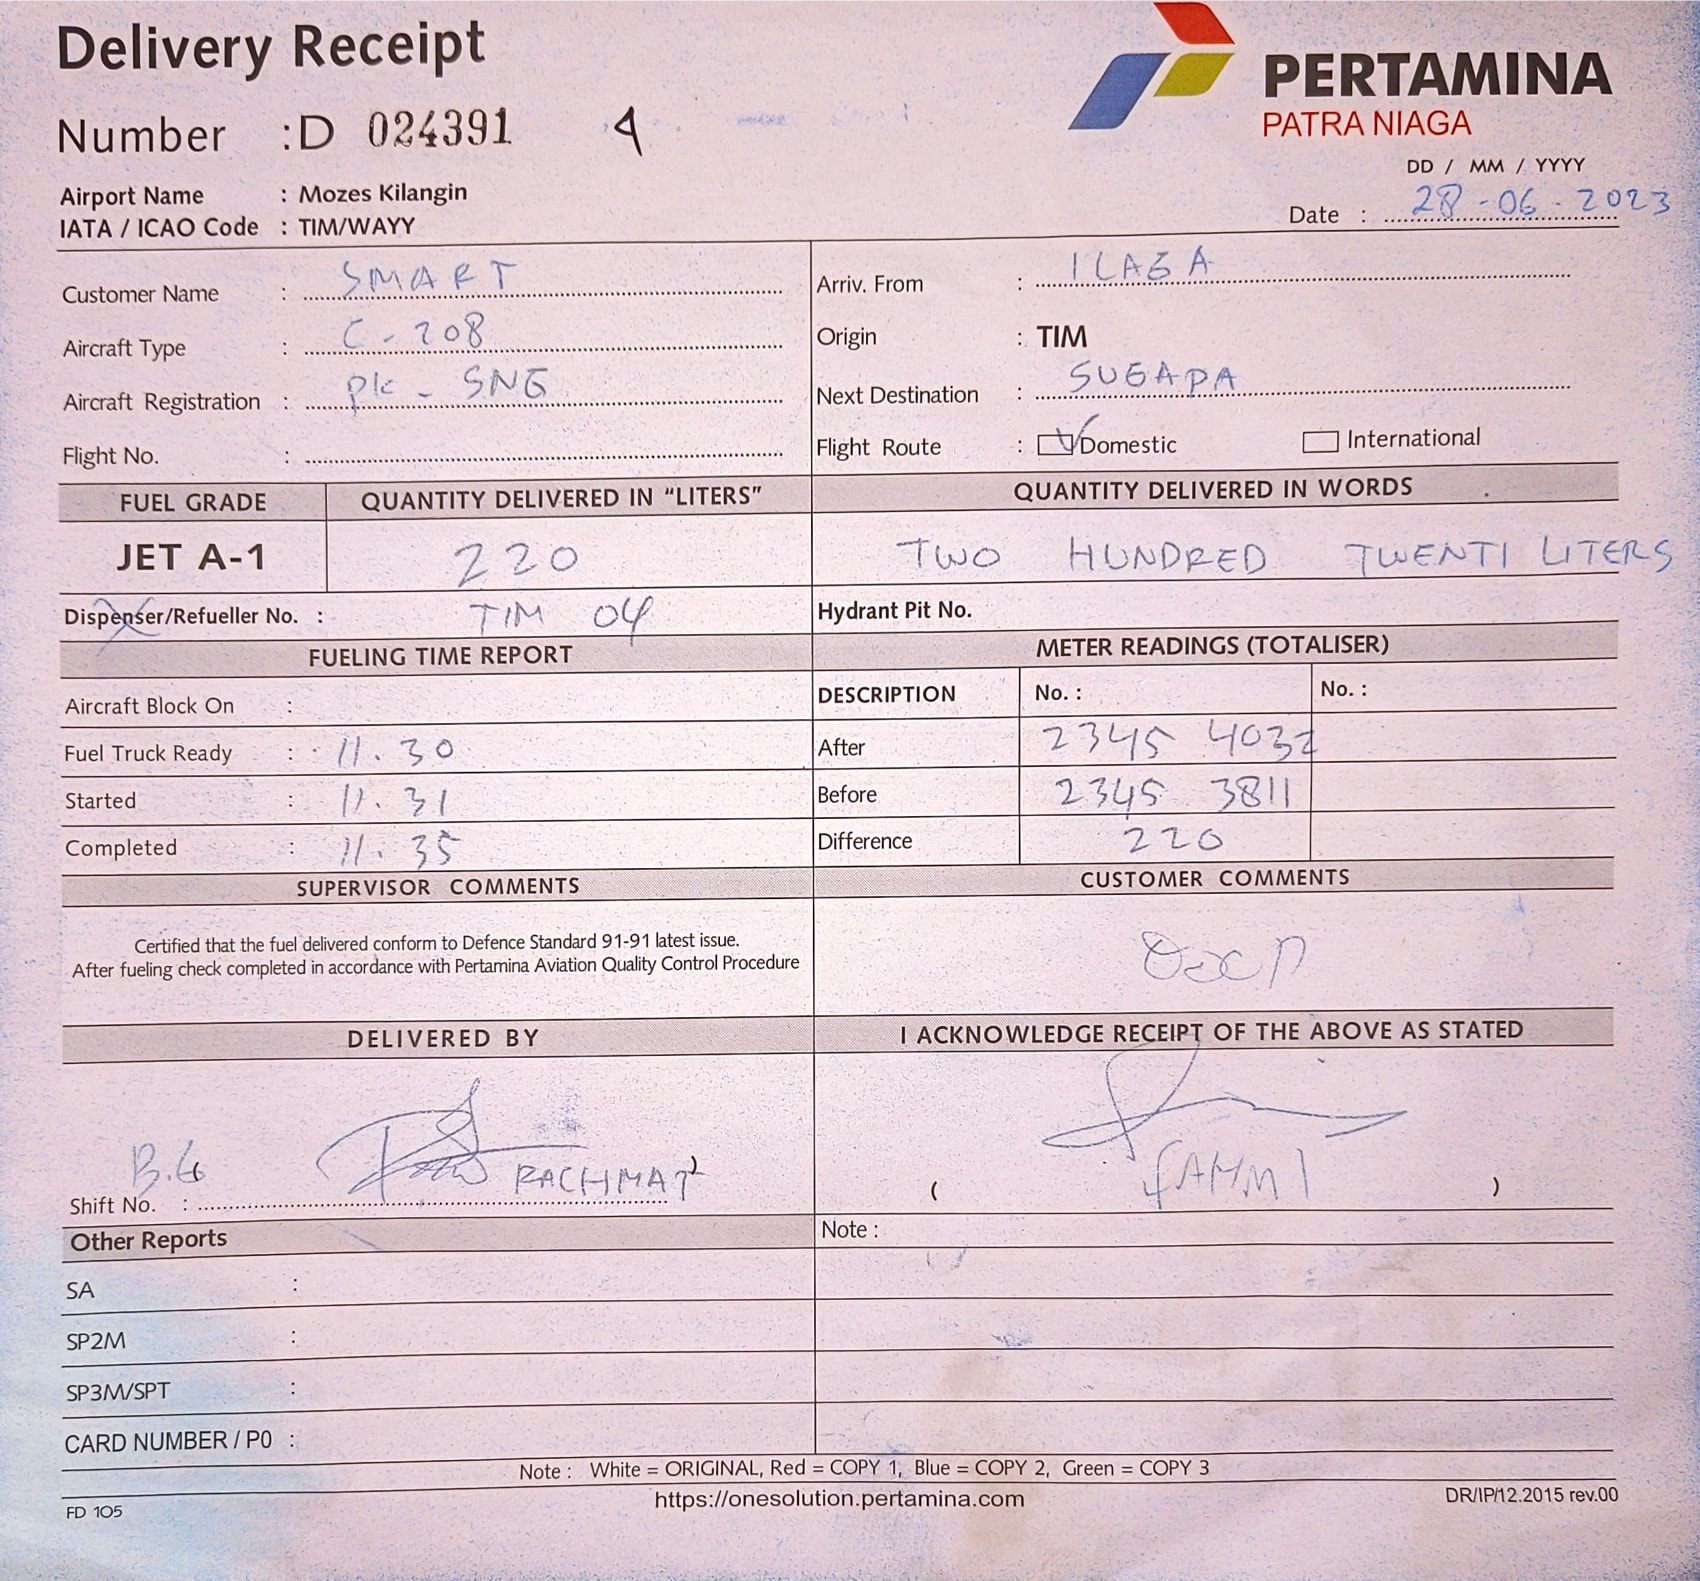 Delivery Receipt
PERTAMINA
PATRA NIAGA
Number : D 024391 4
DD / MM / YYYY
Airport Name : Mozes Kilangin
Date : 28-06-2023
IATA / ICAO Code : TIM/WAYY
Customer Name : SMART
Arriv. From : ILAGA
Aircraft Type : C-208
Origin : TIM
Aircraft Registration : PK - SNG
Next Destination : SUGAPA
Flight No. :
Flight Route : Domestic International
FUEL GRADE QUANTITY DELIVERED IN “LITERS” QUANTITY DELIVERED IN WORDS
JET A-1 220 TWO HUNDRED TWENTI LITERS
Dispenser/Refueller No. : TIM 04 Hydrant Pit No.
FUELING TIME REPORT METER READINGS (TOTALISER)
Aircraft Block On : DESCRIPTION No. : No. :
Fuel Truck Ready : 11.30 After 2345 4032
Started : 11.31 Before 2345 3811
Completed : 11.35 Difference 220
SUPERVISOR COMMENTS CUSTOMER COMMENTS
Certified that the fuel delivered conform to Defence Standard 91-91 latest issue.
After fueling check completed in accordance with Pertamina Aviation Quality Control Procedure
DELIVERED BY I ACKNOWLEDGE RECEIPT OF THE ABOVE AS STATED
Shift No. : B.G RACHMAT ( FAHMI )
Other Reports Note :
SA :
SP2M :
SP3M/SPT :
CARD NUMBER / P0 :
Note : White = ORIGINAL, Red = COPY 1, Blue = COPY 2, Green = COPY 3
FD 105 https://onesolution.pertamina.com DR/IP/12.2015 rev.00